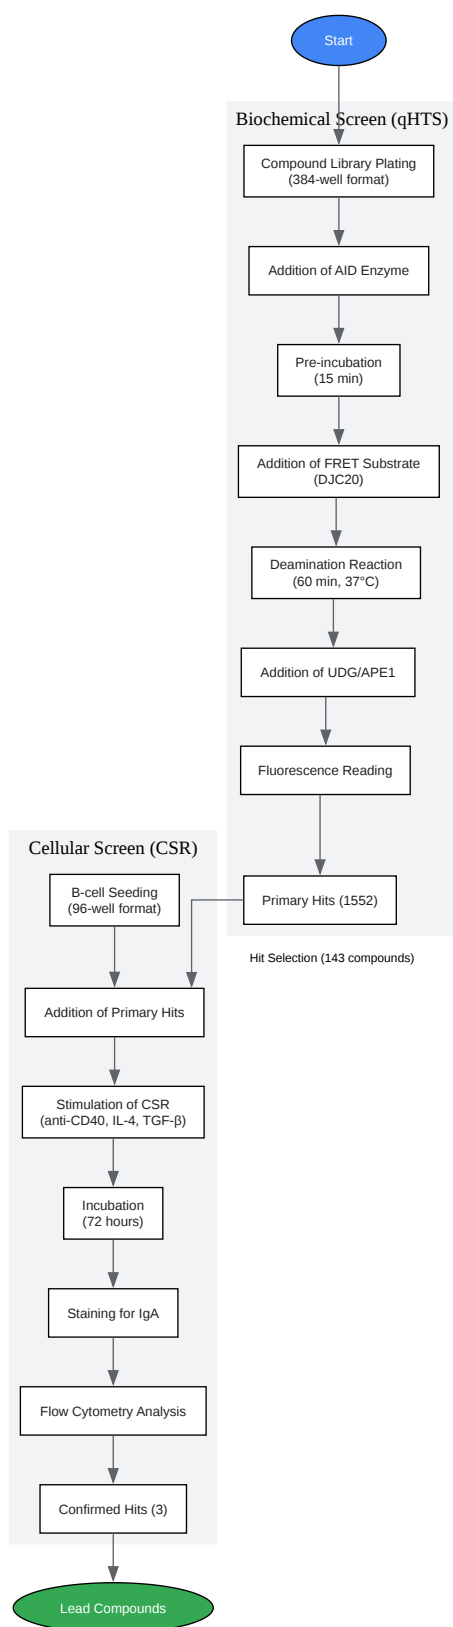 Start
Biochemical Screen (qHTS)
Compound Library Plating
(384-well format)
Addition of AID Enzyme
Pre-incubation
(15 min)
Addition of FRET Substrate
(DJC20)
Deamination Reaction
(60 min, 37°C)
Addition of UDG/APE1
Fluorescence Reading
Primary Hits (1552)
Hit Selection (143 compounds)
Cellular Screen (CSR)
B-cell Seeding
(96-well format)
Addition of Primary Hits
Stimulation of CSR
(anti-CD40, IL-4, TGF-β)
Incubation
(72 hours)
Staining for IgA
Flow Cytometry Analysis
Confirmed Hits (3)
Lead Compounds